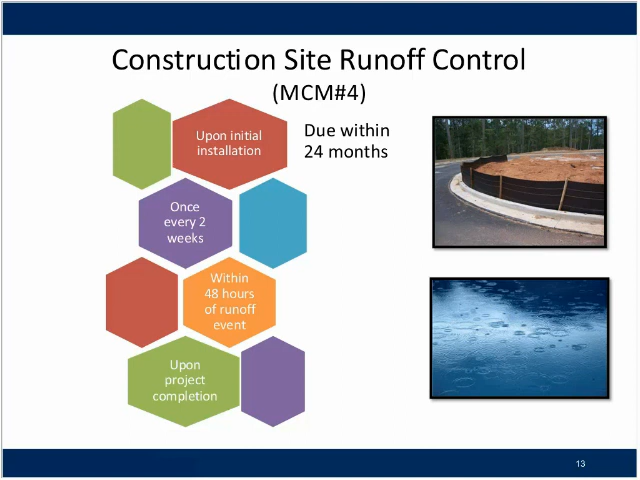 Construction Site Runoff Control
(MCM#4)
Upon initial
installation
Due within
24 months
Once
every 2
weeks
Within
48 hours
of runoff
event
Upon
project
completion
13